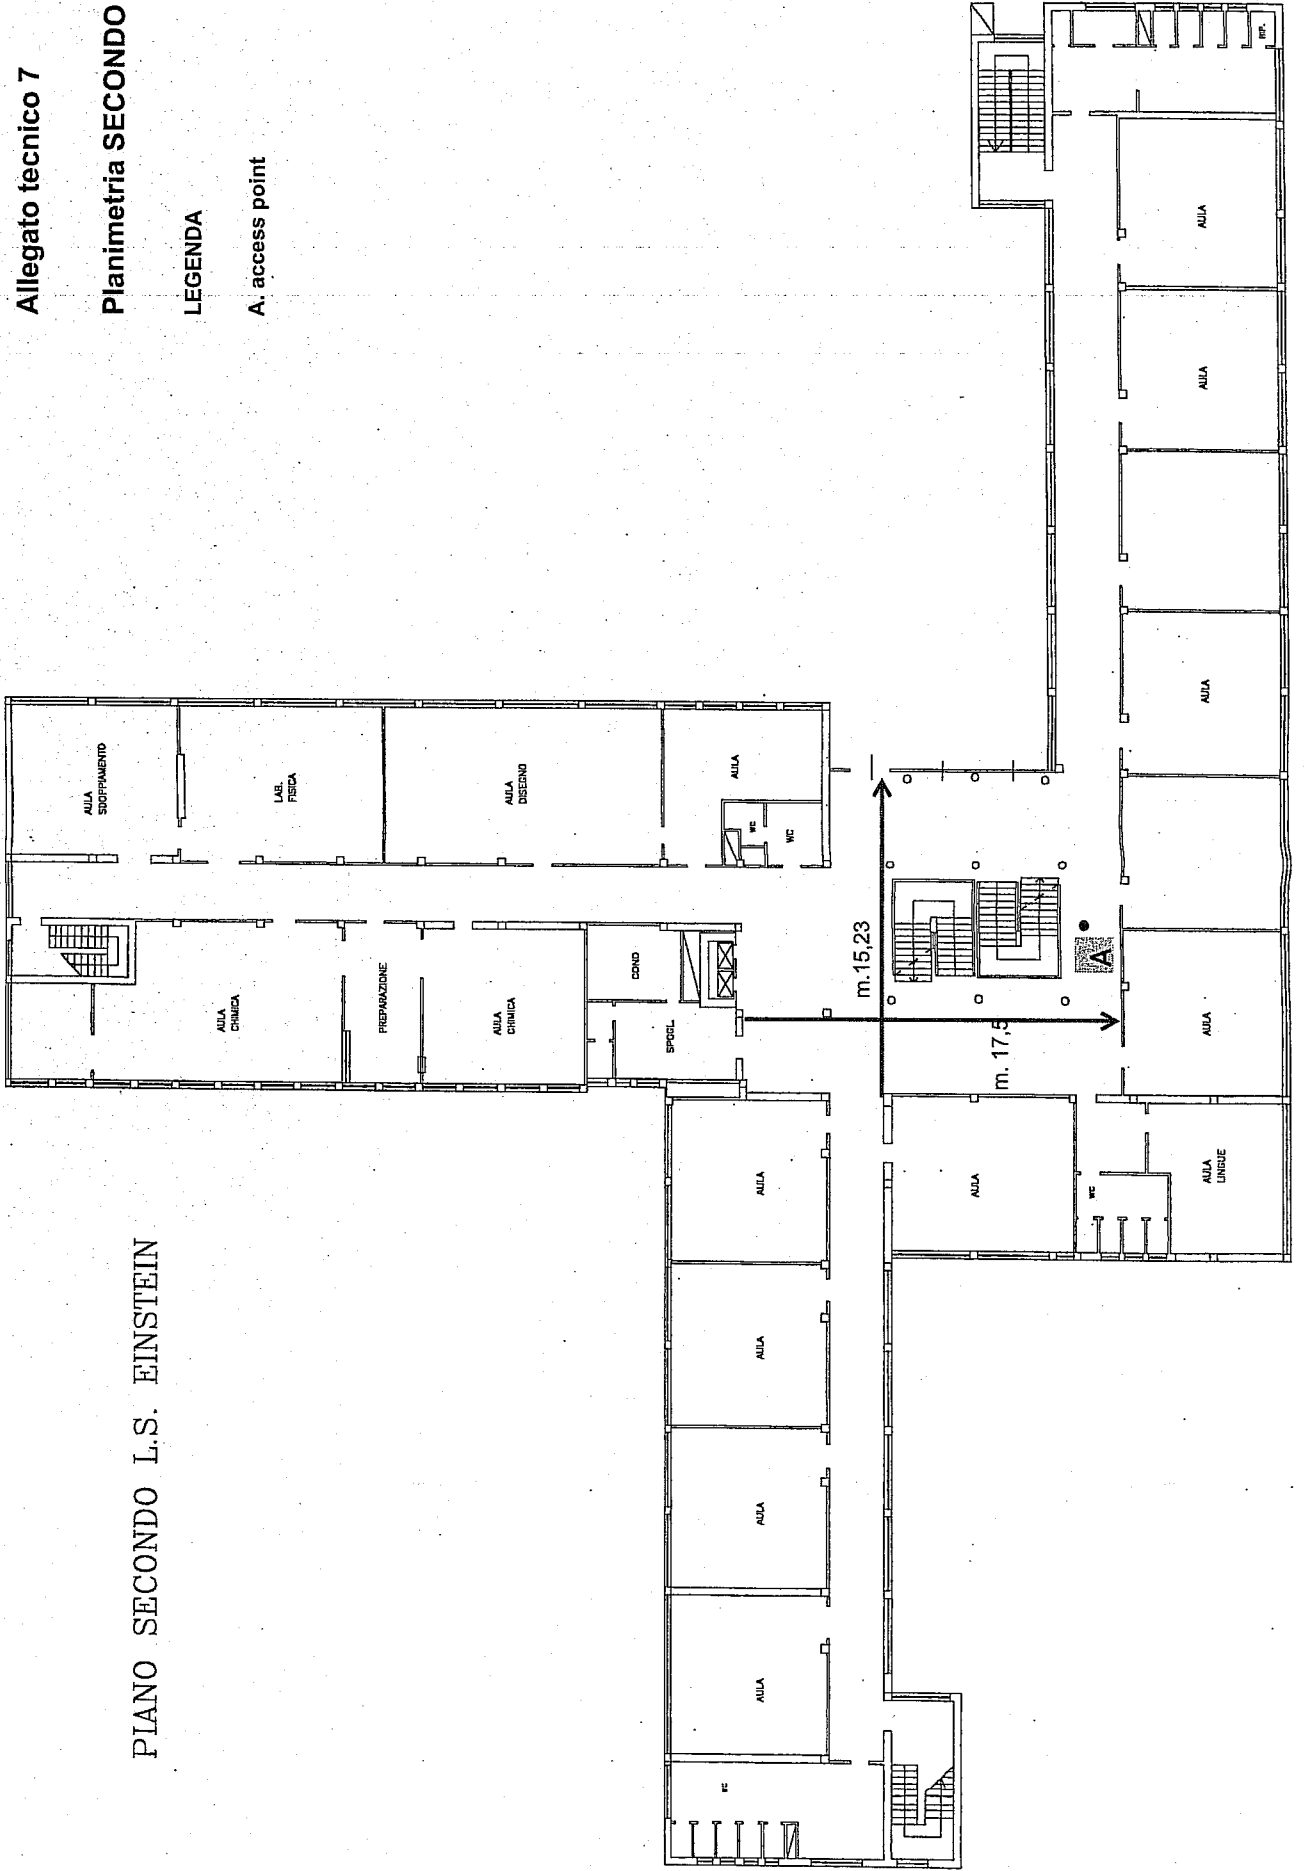 Allegato tecnico 7
Planimetria SECONDO
LEGENDA
A. access point
PIANO SECONDO L.S. EINSTEIN
AULA
SDOPPIAMENTO
LAB.
FISICA
AULA
DISEGNO
AULA
WC
WC
AULA
CHIMICA
PREPARAZIONE
AULA
CHIMICA
COND
SPOGL.
m.15,23
m. 17,5
A
RIP.
AULA
AULA
AULA
AULA
AULA
LINGUE
WC
AULA
AULA
AULA
AULA
AULA
WC